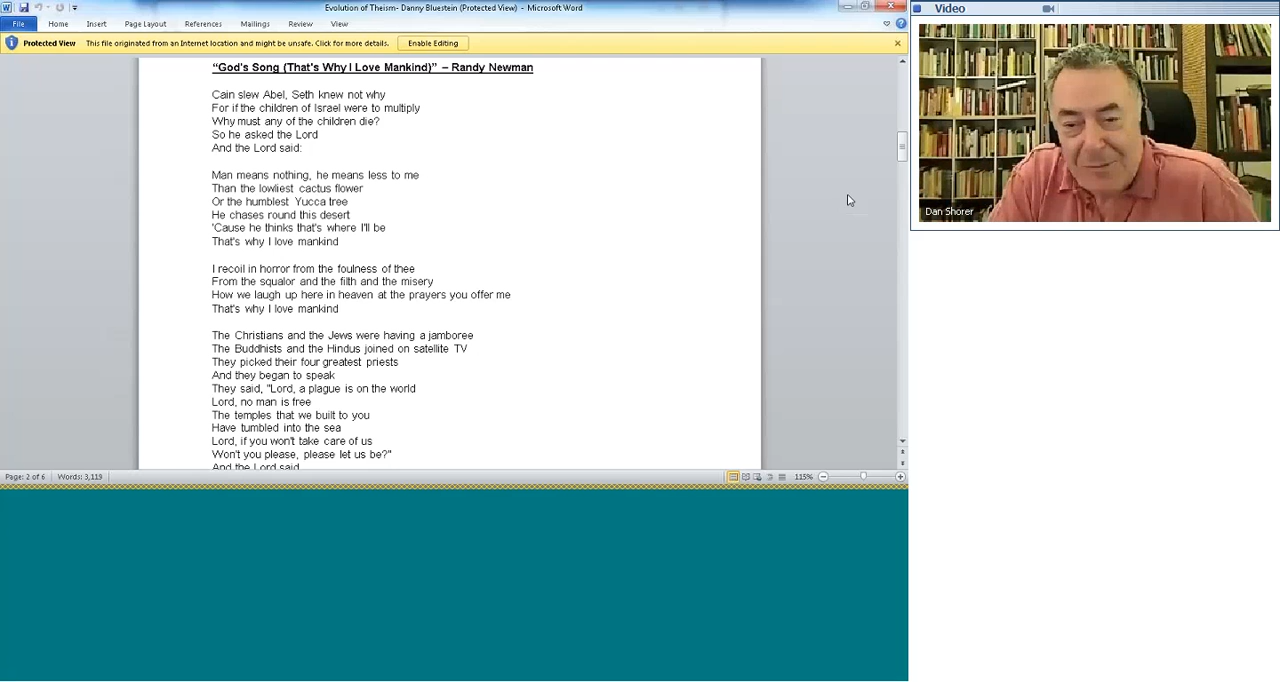 Evolution of Theism- Danny Bluestein (Protected View) - Microsoft Word
File Home Insert Page Layout References Mailings Review View
Protected View This file originated from an Internet location and might be unsafe. Click for more details. Enable Editing
"God's Song (That's Why I Love Mankind)" – Randy Newman
Cain slew Abel, Seth knew not why
For if the children of Israel were to multiply
Why must any of the children die?
So he asked the Lord
And the Lord said:
Man means nothing, he means less to me
Than the lowliest cactus flower
Or the humblest Yucca tree
He chases round this desert
'Cause he thinks that's where I'll be
That's why I love mankind
I recoil in horror from the foulness of thee
From the squalor and the filth and the misery
How we laugh up here in heaven at the prayers you offer me
That's why I love mankind
The Christians and the Jews were having a jamboree
The Buddhists and the Hindus joined on satellite TV
They picked their four greatest priests
And they began to speak
They said, "Lord, a plague is on the world
Lord, no man is free
The temples that we built to you
Have tumbled into the sea
Lord, if you won't take care of us
Won't you please, please let us be?"
And the Lord said
Page: 2 of 6 Words: 3,119 115%
Video
Dan Shorer